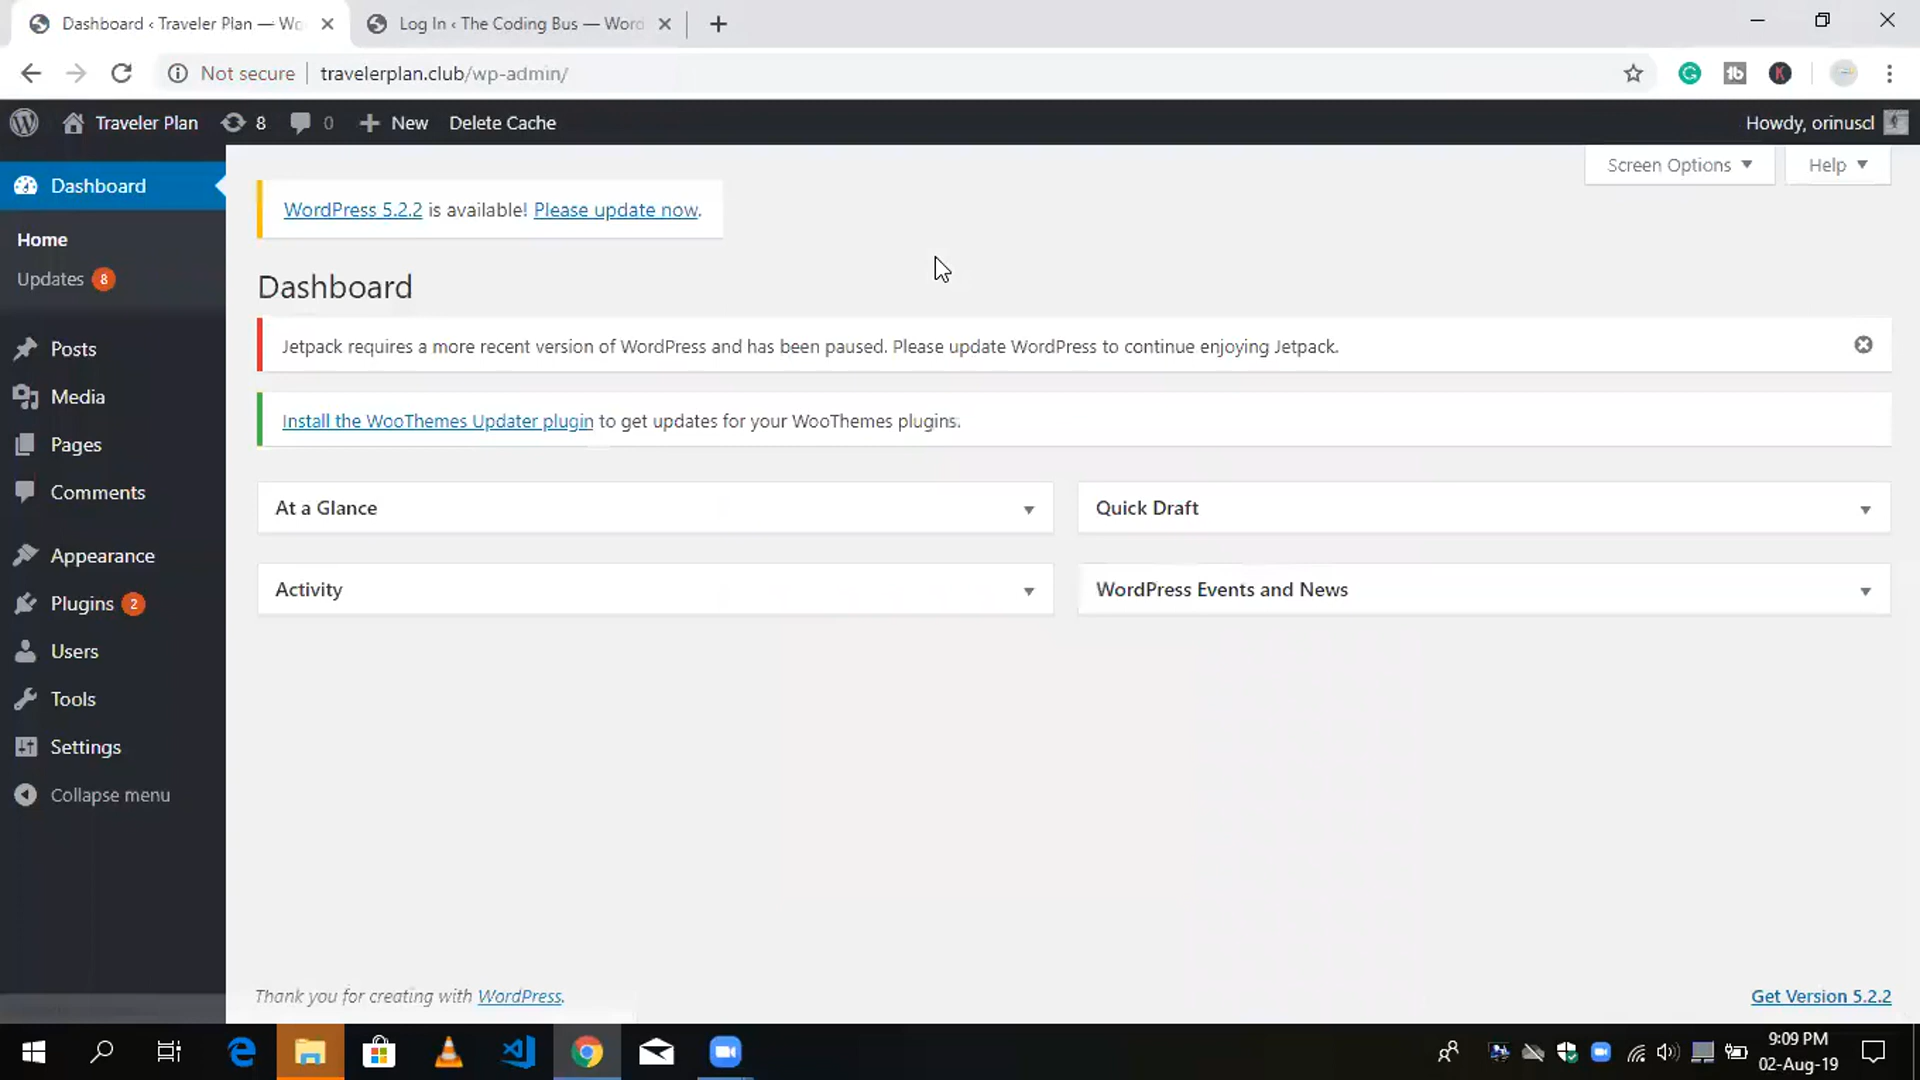 Dashboard ‹ Traveler Plan — Wo
Log In ‹ The Coding Bus — Word
Not secure
travelerplan.club/wp-admin/
Traveler Plan
8
0
New
Delete Cache
Howdy, orinuscl
Screen Options
Help
Dashboard
Home
Updates 8
Posts
Media
Pages
Comments
Appearance
Plugins 2
Users
Tools
Settings
Collapse menu
WordPress 5.2.2 is available! Please update now.
Dashboard
Jetpack requires a more recent version of WordPress and has been paused. Please update WordPress to continue enjoying Jetpack.
Install the WooThemes Updater plugin to get updates for your WooThemes plugins.
At a Glance
Quick Draft
Activity
WordPress Events and News
Thank you for creating with WordPress.
Get Version 5.2.2
9:09 PM
02-Aug-19